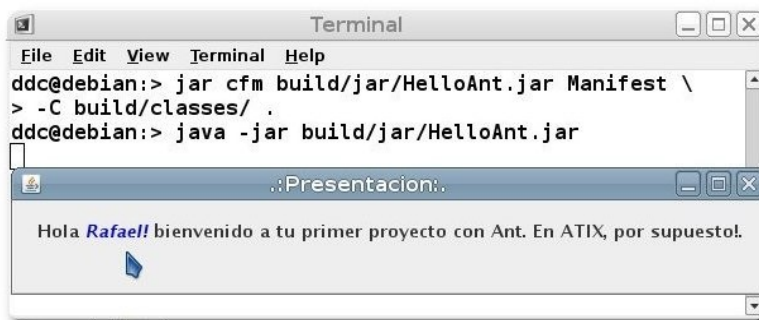 Terminal
File Edit View Terminal Help
ddc@debian:> jar cfm build/jar/HelloAnt.jar Manifest \
> -C build/classes/ .
ddc@debian:> java -jar build/jar/HelloAnt.jar
.:Presentacion:.
Hola Rafael! bienvenido a tu primer proyecto con Ant. En ATIX, por supuesto!.